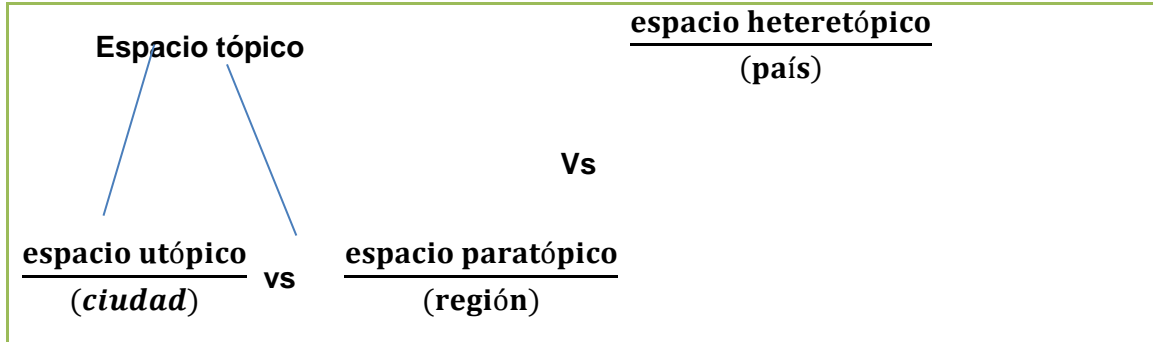 Espacio tópico
espacio heteretópico
(país)
Vs
espacio utópico vs espacio paratópico
(ciudad) (región)